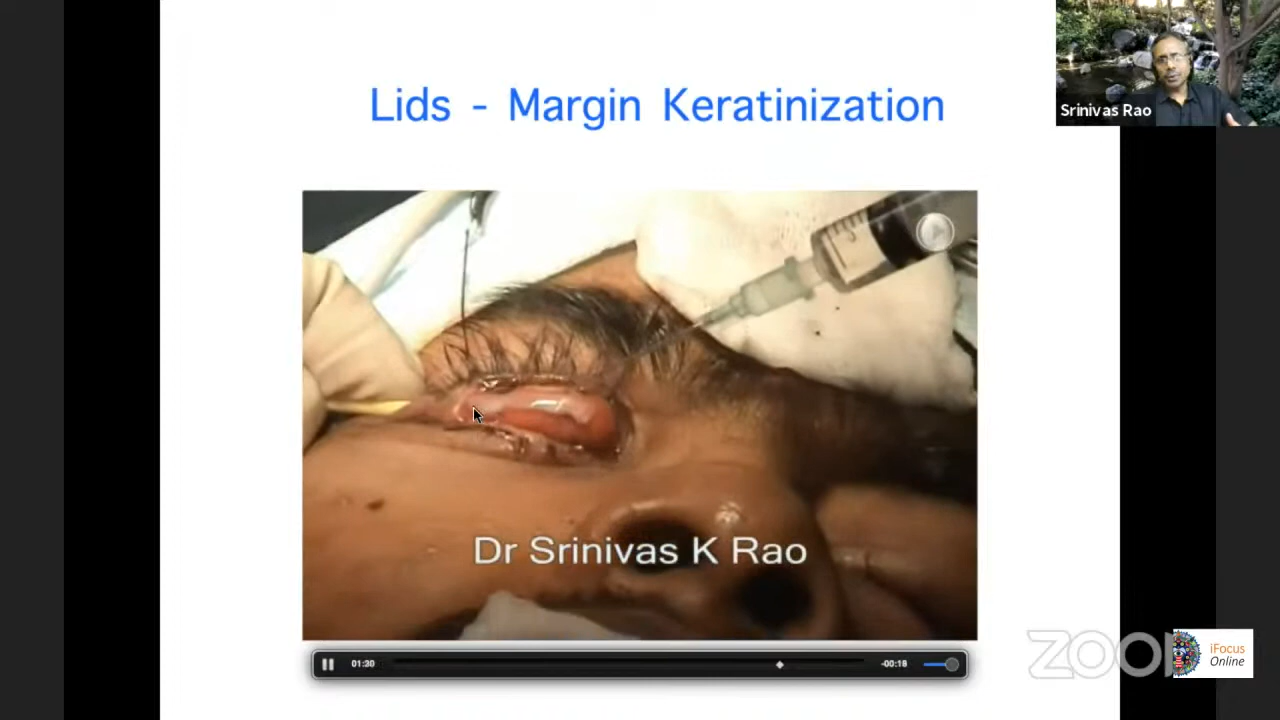 Lids - Margin Keratinization
Srinivas Rao
Dr Srinivas K Rao
01:30
-00:18
ZOOM
iFocus
Online